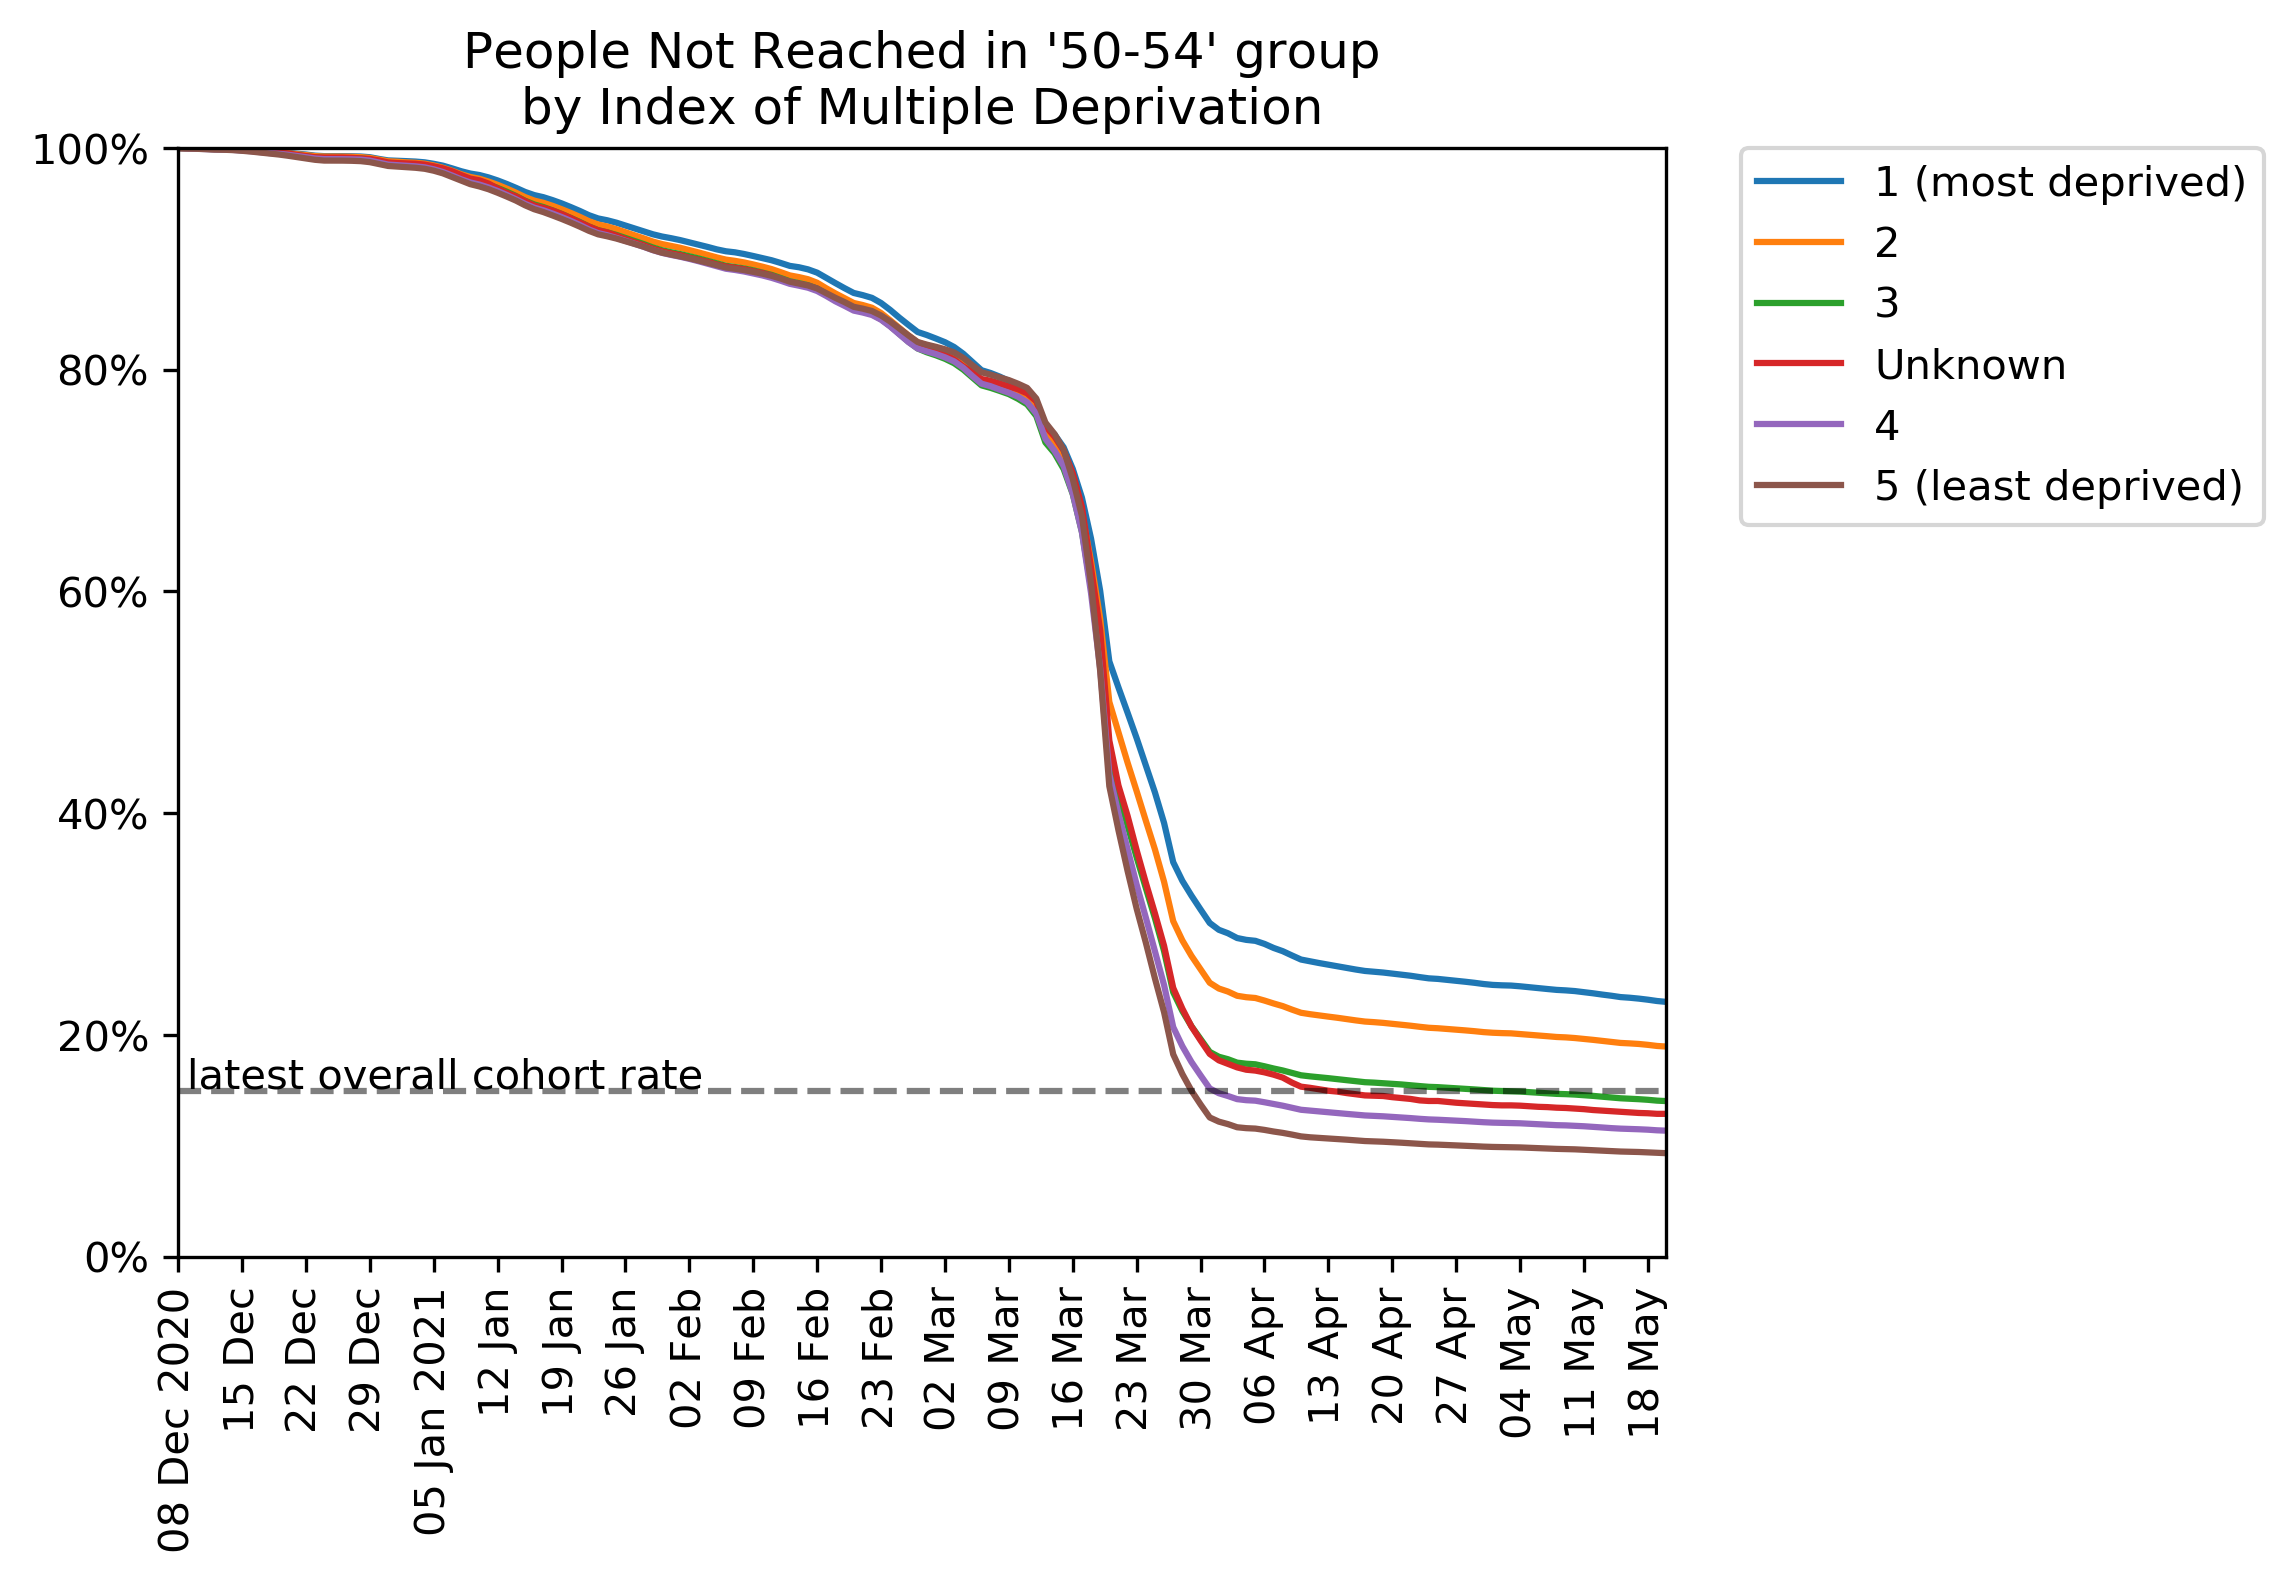 People Not Reached in '50-54' group
by Index of Multiple Deprivation
100%
80%
60%
40%
20%
0%
latest overall cohort rate
08 Dec 2020
15 Dec
22 Dec
29 Dec
05 Jan 2021
12 Jan
19 Jan
26 Jan
02 Feb
09 Feb
16 Feb
23 Feb
02 Mar
09 Mar
16 Mar
23 Mar
30 Mar
06 Apr
13 Apr
20 Apr
27 Apr
04 May
11 May
18 May
1 (most deprived)
2
3
Unknown
4
5 (least deprived)